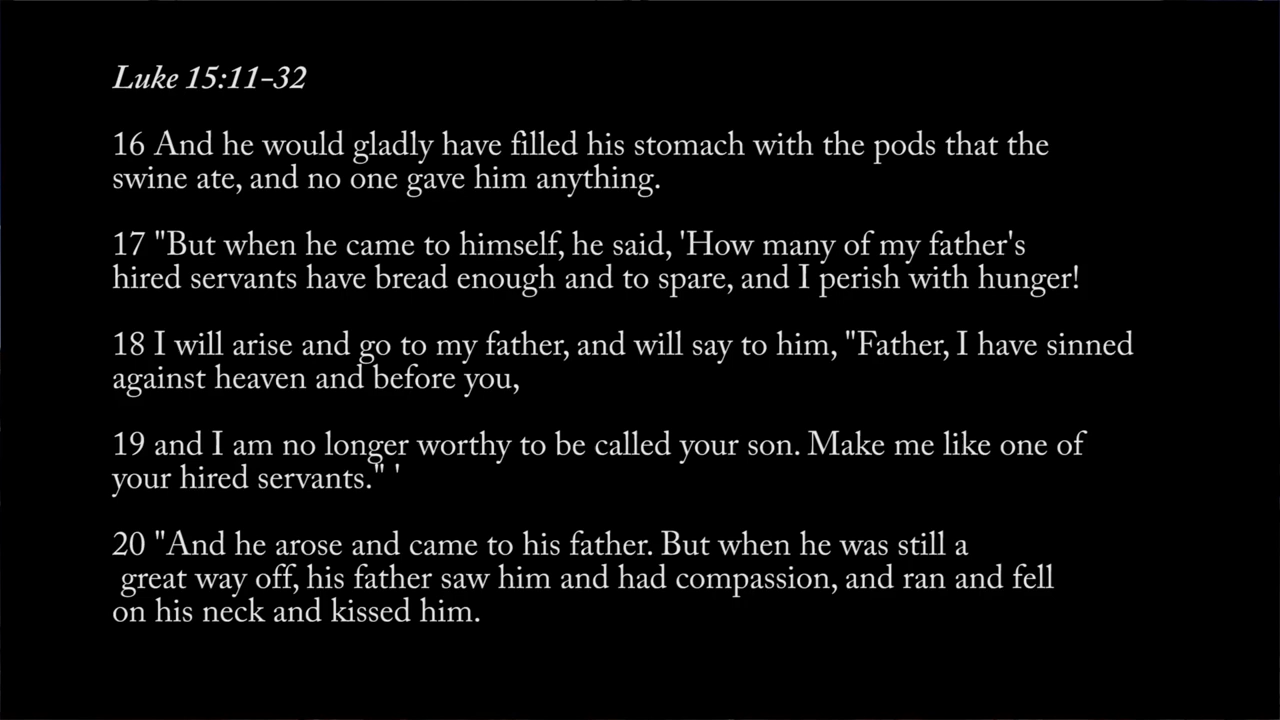 Luke 15:11-32
16 And he would gladly have filled his stomach with the pods that the
swine ate, and no one gave him anything.
17 "But when he came to himself, he said, 'How many of my father's
hired servants have bread enough and to spare, and I perish with hunger!
18 I will arise and go to my father, and will say to him, "Father, I have sinned
against heaven and before you,
19 and I am no longer worthy to be called your son. Make me like one of
your hired servants." '
20 "And he arose and came to his father. But when he was still a
great way off, his father saw him and had compassion, and ran and fell
on his neck and kissed him.